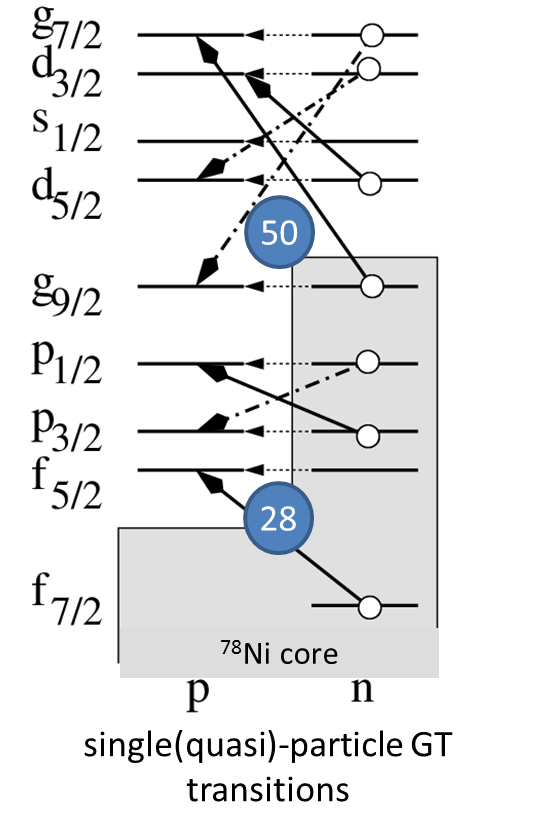 g7/2
d3/2
s1/2
d5/2
50
g9/2
p1/2
p3/2
f5/2
28
f7/2
⁷⁸Ni core
p n
single(quasi)-particle GT
transitions